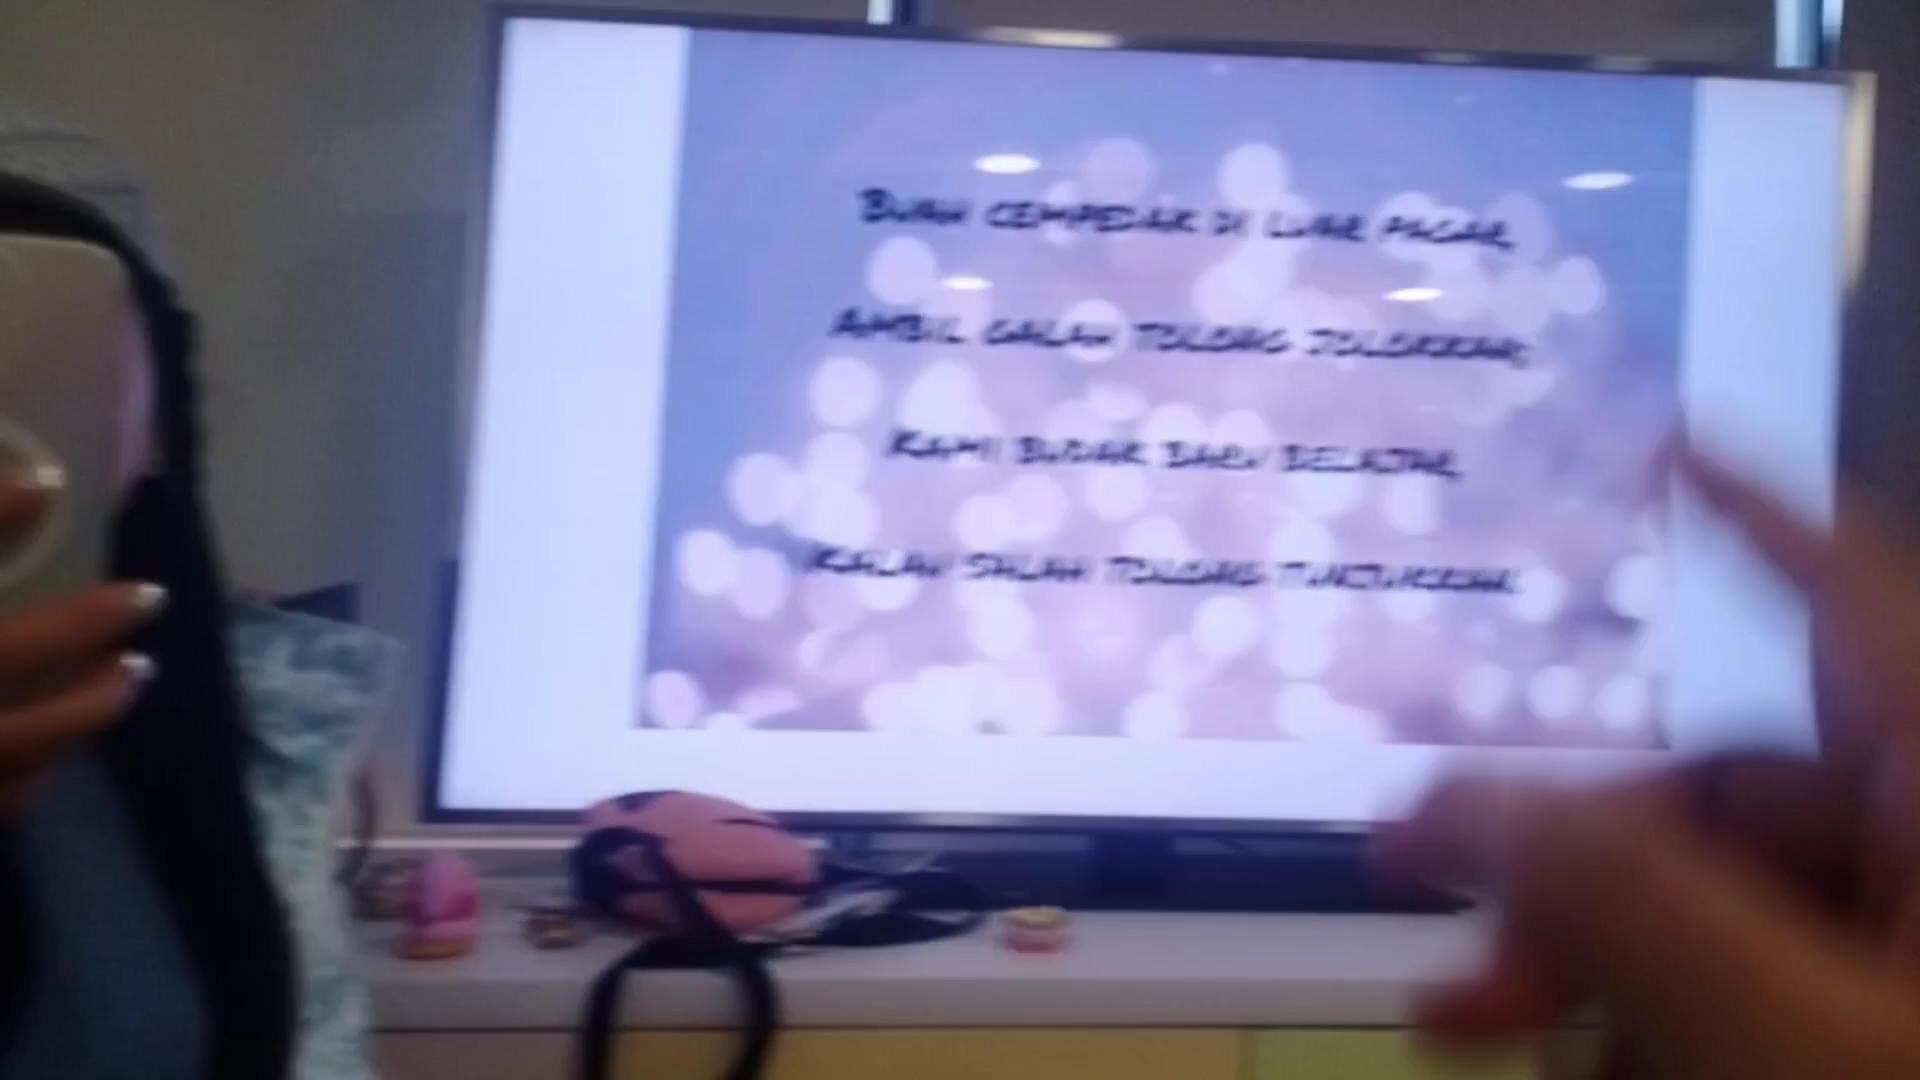 Buah cempedak di luar pagar,
Ambil galah tolong jolokkan;
Kami budak baru belajar,
Kalau salah tolong tunjukkan.